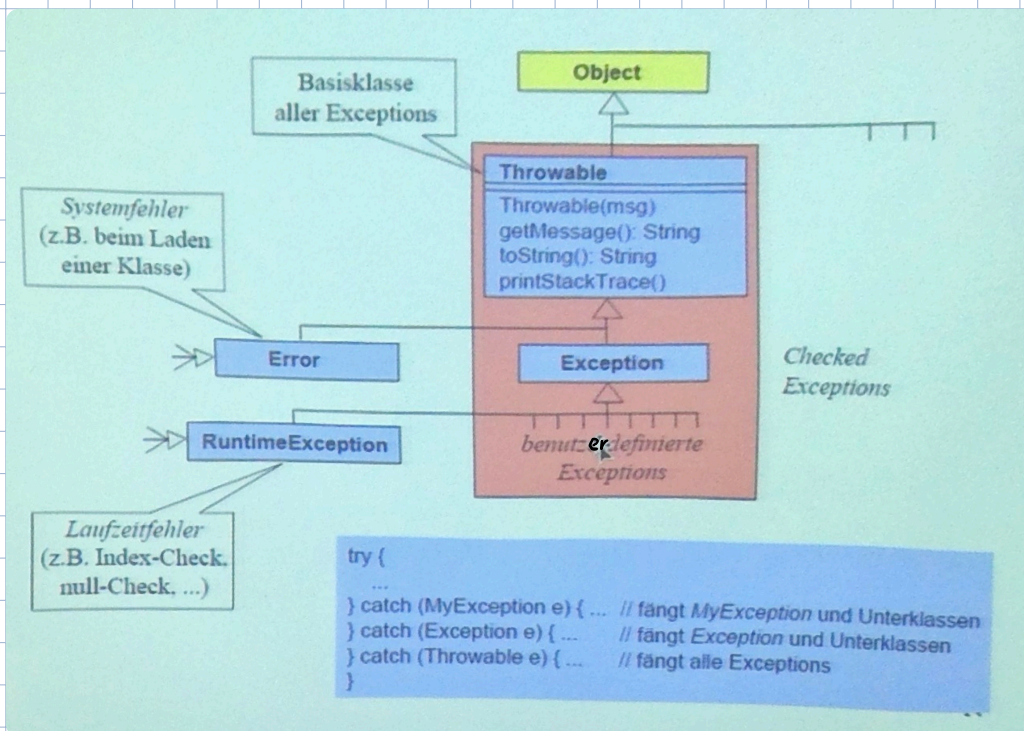 Object
Basisklasse
aller Exceptions
Throwable
Throwable(msg)
getMessage(): String
toString(): String
printStackTrace()
Systemfehler
(z.B. beim Laden
einer Klasse)
Error
Exception
Checked
Exceptions
RuntimeException
benutzerdefinierte
Exceptions
Laufzeitfehler
(z.B. Index-Check,
null-Check, ...)
try {
...
} catch (MyException e) { ... // fängt MyException und Unterklassen
} catch (Exception e) { ... // fängt Exception und Unterklassen
} catch (Throwable e) { ... // fängt alle Exceptions
}